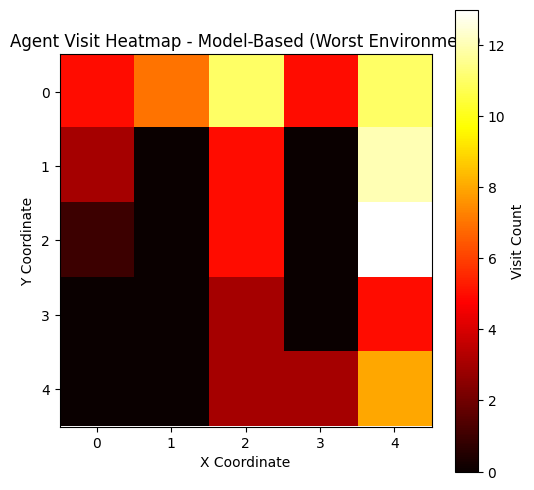 Agent Visit Heatmap - Model-Based (Worst Environme
0
1
2
3
4
Y Coordinate
0 1 2 3 4
X Coordinate
12
10
8
6
4
2
0
Visit Count